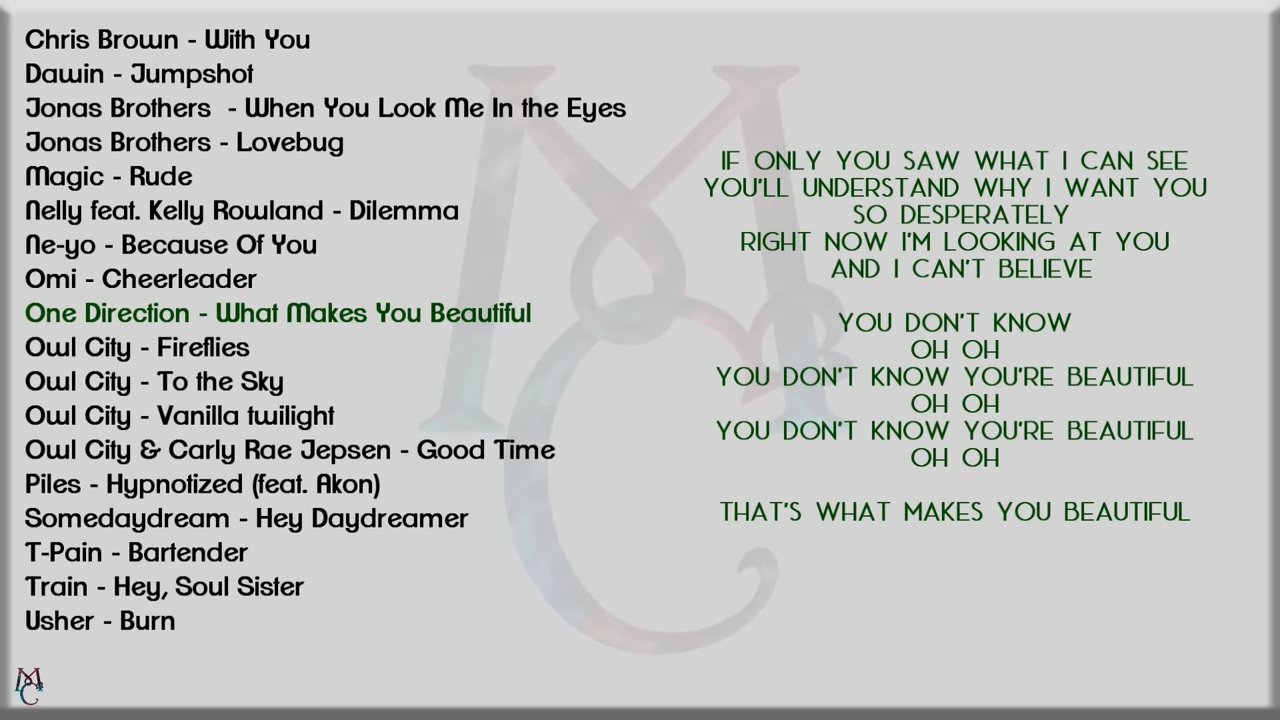 Chris Brown - With You
Dawin - Jumpshot
Jonas Brothers - When You Look Me In the Eyes
Jonas Brothers - Lovebug
Magic - Rude
Nelly feat. Kelly Rowland - Dilemma
Ne-yo - Because Of You
Omi - Cheerleader
One Direction - What Makes You Beautiful
Owl City - Fireflies
Owl City - To the Sky
Owl City - Vanilla twilight
Owl City & Carly Rae Jepsen - Good Time
Piles - Hypnotized (feat. Akon)
Somedaydream - Hey Daydreamer
T-Pain - Bartender
Train - Hey, Soul Sister
Usher - Burn
IF ONLY YOU SAW WHAT I CAN SEE
YOU'LL UNDERSTAND WHY I WANT YOU
SO DESPERATELY
RIGHT NOW I'M LOOKING AT YOU
AND I CAN'T BELIEVE
YOU DON'T KNOW
OH OH
YOU DON'T KNOW YOU'RE BEAUTIFUL
OH OH
YOU DON'T KNOW YOU'RE BEAUTIFUL
OH OH
THAT'S WHAT MAKES YOU BEAUTIFUL